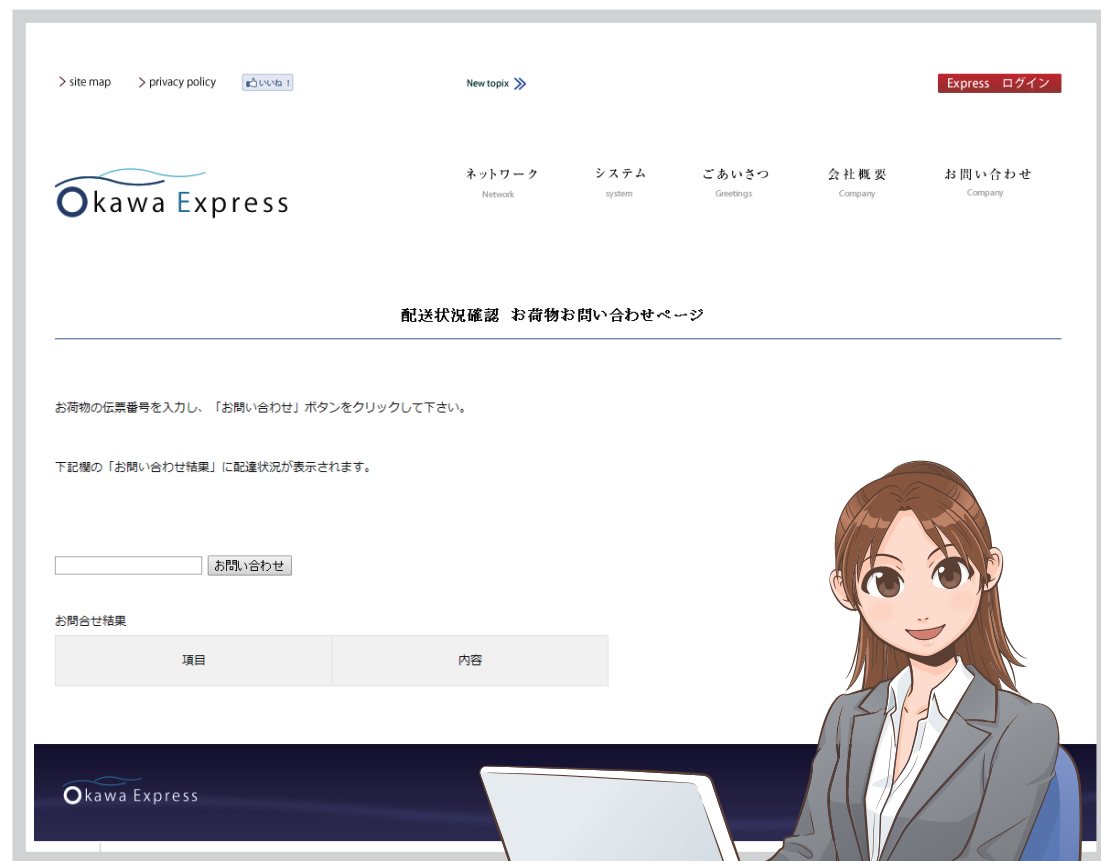 site map
privacy policy
いいね！
New topix
Express ログイン
Okawa Express
ネットワーク
Network
システム
system
ごあいさつ
Greetings
会社概要
Company
お問い合わせ
Company
配送状況確認 お荷物お問い合わせページ
お荷物の伝票番号を入力し、「お問い合わせ」ボタンをクリックして下さい。
下記欄の「お問い合わせ結果」に配達状況が表示されます。
お問い合わせ
お問合せ結果
項目
内容
Okawa Express